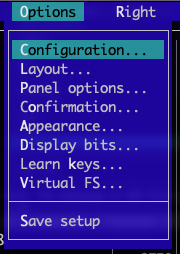 Options Right
Configuration...
Layout...
Panel options...
Confirmation...
Appearance...
Display bits...
Learn keys...
Virtual FS...
Save setup